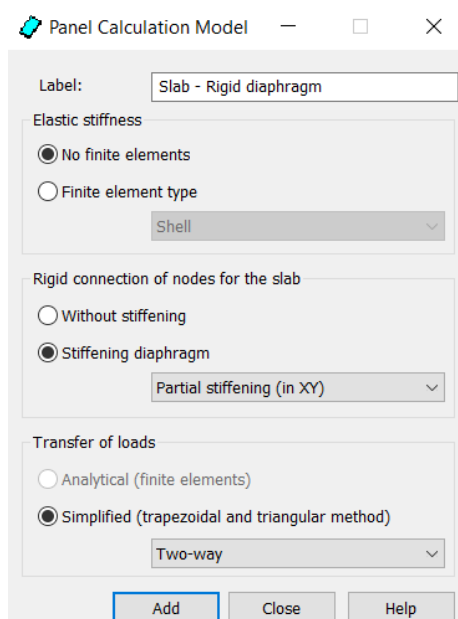 Panel Calculation Model
Label: Slab - Rigid diaphragm
Elastic stiffness
No finite elements
Finite element type
Shell
Rigid connection of nodes for the slab
Without stiffening
Stiffening diaphragm
Partial stiffening (in XY)
Transfer of loads
Analytical (finite elements)
Simplified (trapezoidal and triangular method)
Two-way
Add Close Help